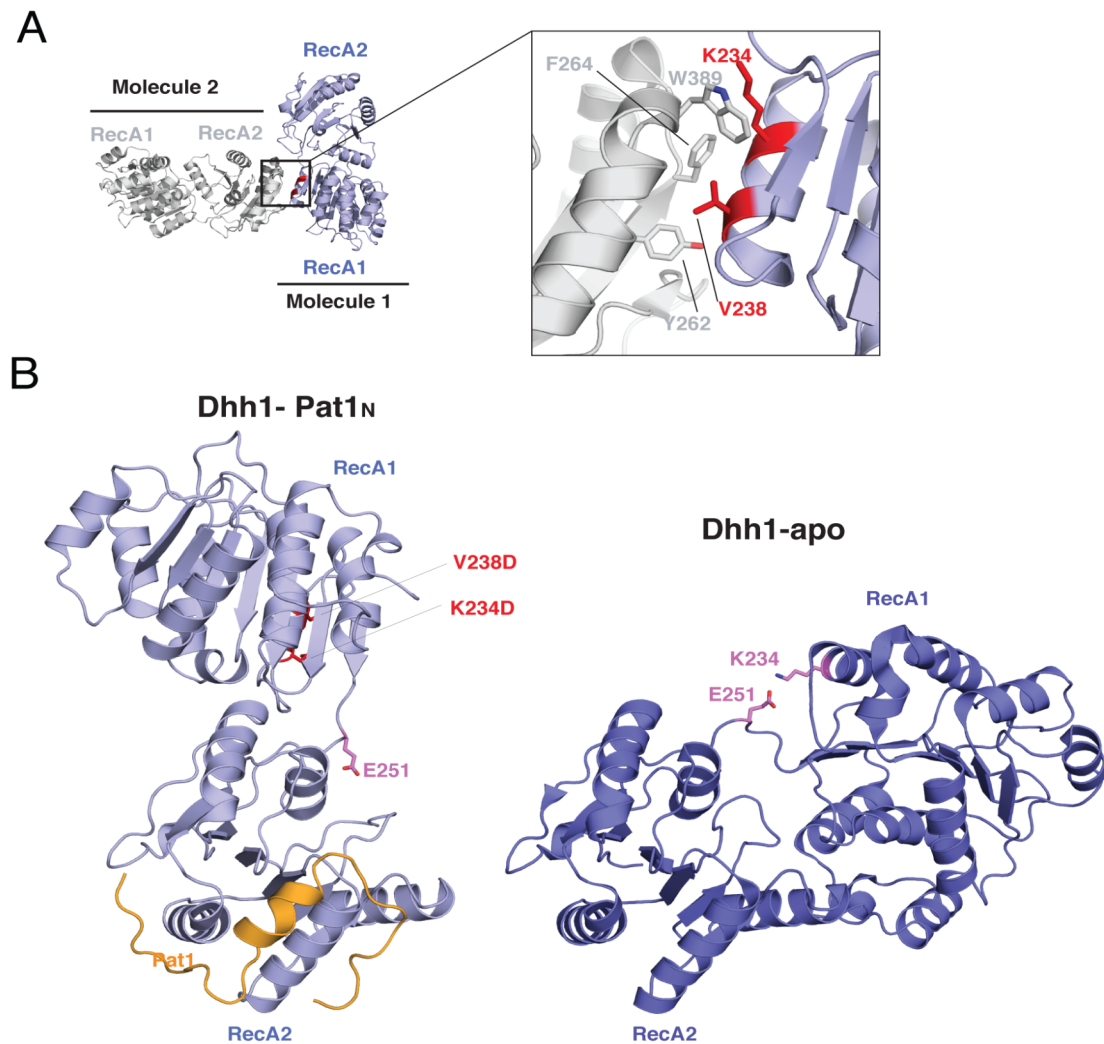 A
RecA2
Molecule 2
RecA1 RecA2
RecA1
Molecule 1
F264
W389
K234
Y262
V238
B
Dhh1- Pat1N
RecA1
V238D
K234D
E251
Pat1
RecA2
Dhh1-apo
RecA1
K234
E251
RecA2